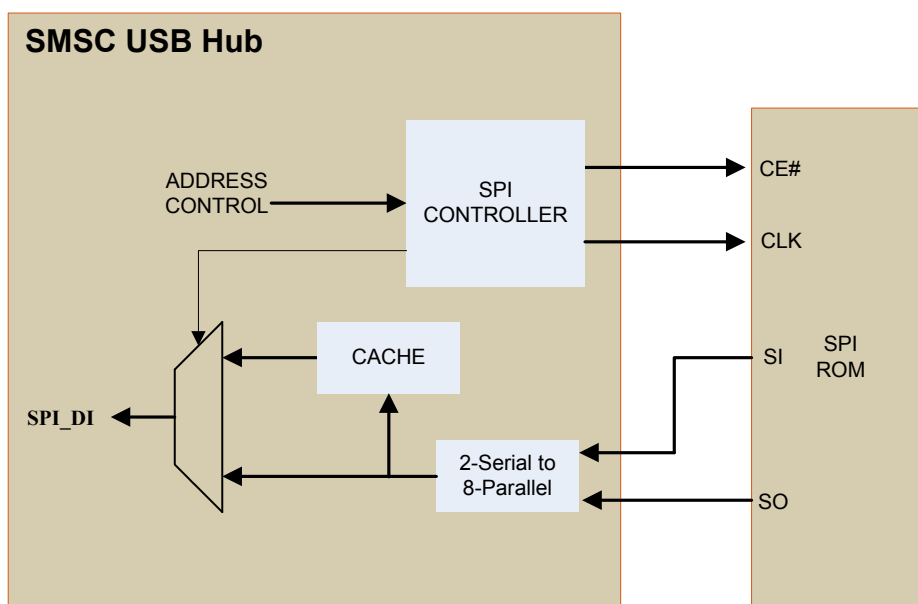 SMSC USB Hub
ADDRESS
CONTROL
SPI
CONTROLLER
CE#
CLK
CACHE
SPI_DI
2-Serial to
8-Parallel
SI
SPI
ROM
SO